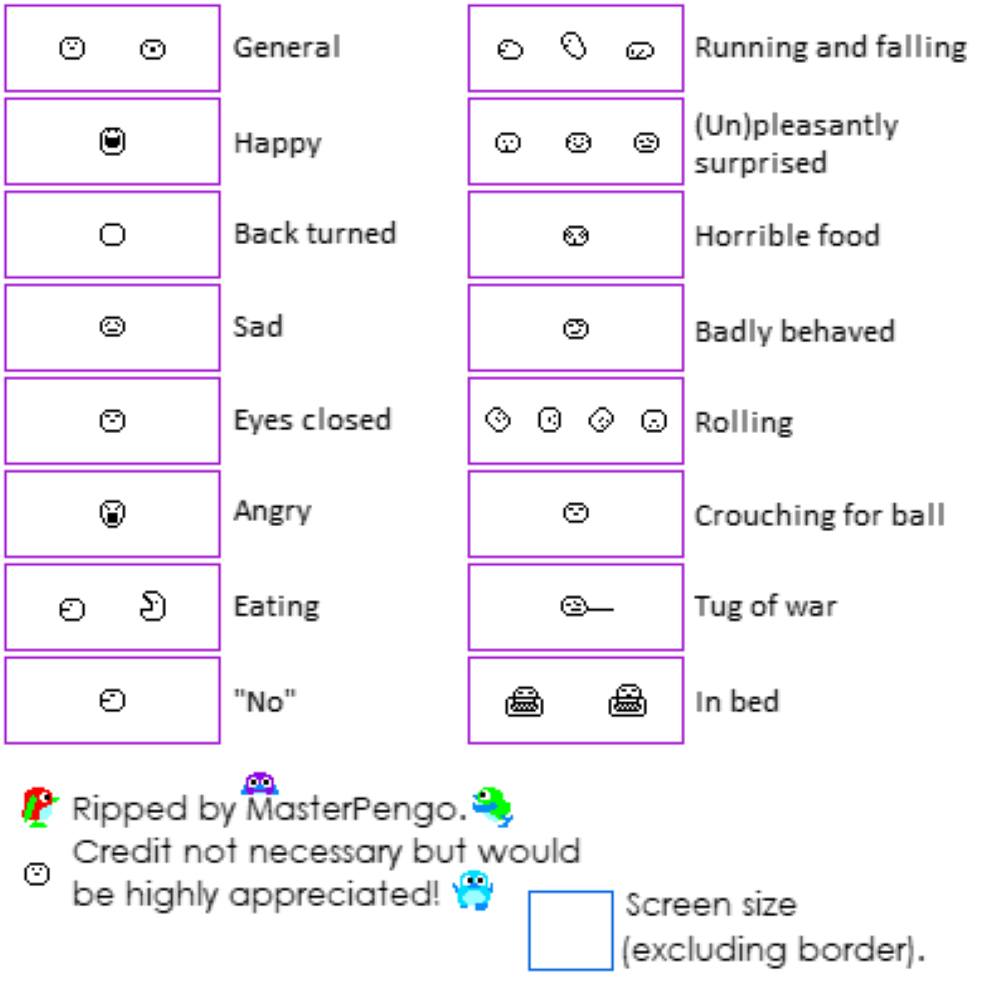 General
Happy
Back turned
Sad
Eyes closed
Angry
Eating
"No"
Running and falling
(Un)pleasantly
surprised
Horrible food
Badly behaved
Rolling
Crouching for ball
Tug of war
In bed
Ripped by MasterPengo.
Credit not necessary but would
be highly appreciated!
Screen size
(excluding border).